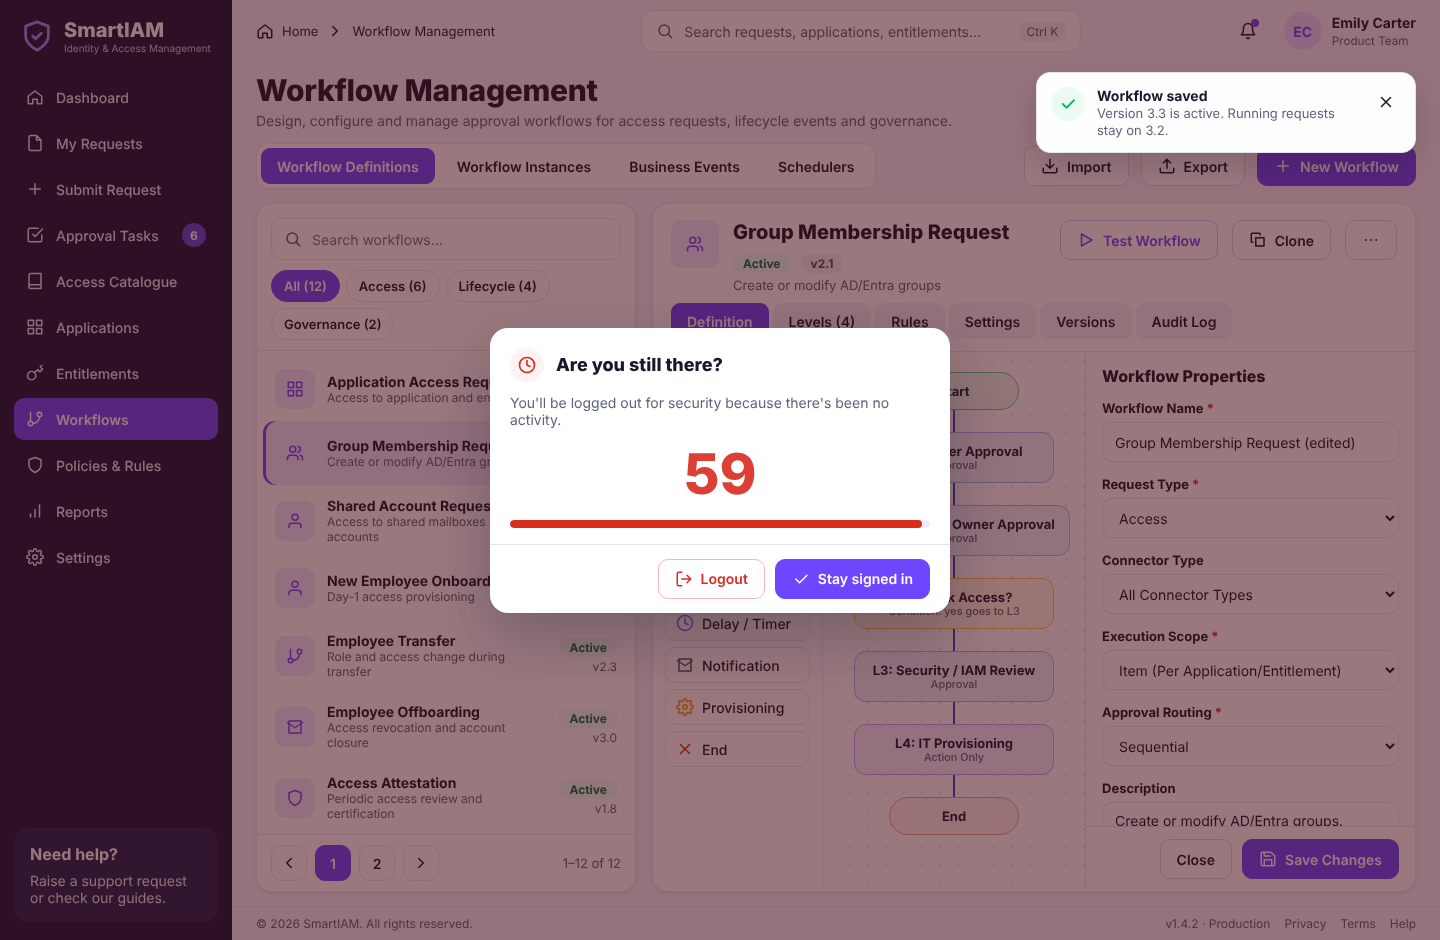 SmartIAM
Identity & Access Management
Dashboard
My Requests
Submit Request
Approval Tasks
6
Access Catalogue
Applications
Entitlements
Workflows
Policies & Rules
Reports
Settings
Need help?
Raise a support request
or check our guides.
Home
Workflow Management
Search requests, applications, entitlements...
Ctrl K
EC
Emily Carter
Product Team
Workflow Management
Design, configure and manage approval workflows for access requests, lifecycle events and governance.
Workflow saved
Version 3.3 is active. Running requests
stay on 3.2.
Workflow Definitions
Workflow Instances
Business Events
Schedulers
Import
Export
New Workflow
Search workflows...
All (12)
Access (6)
Lifecycle (4)
Governance (2)
Application Access
Access to application and
Group Membership
Create or modify AD/Entra
Shared Account
Access to shared mailboxes
accounts
New Employee
Day-1 access provisioning
Employee Transfer
Role and access change during
transfer
Active
v2.3
Employee Offboarding
Access revocation and account
closure
Active
v3.0
Access Attestation
Periodic access review and
certification
Active
v1.8
1
2
1–12 of 12
Group Membership Request
Active
v2.1
Create or modify AD/Entra groups
Test Workflow
Clone
...
Definition
Levels (4)
Rules
Settings
Versions
Audit Log
Are you still there?
You'll be logged out for security because there's been no
activity.
59
Logout
Stay signed in
Delay / Timer
Notification
Provisioning
End
Approval
Owner Approval
Access?
yes goes to L3
L3: Security / IAM Review
Approval
L4: IT Provisioning
Action Only
End
Workflow Properties
Workflow Name *
Group Membership Request (edited)
Request Type *
Access
Connector Type
All Connector Types
Execution Scope *
Item (Per Application/Entitlement)
Approval Routing *
Sequential
Description
Create or modify AD/Entra groups.
Close
Save Changes
© 2026 SmartIAM. All rights reserved.
v1.4.2 · Production
Privacy
Terms
Help